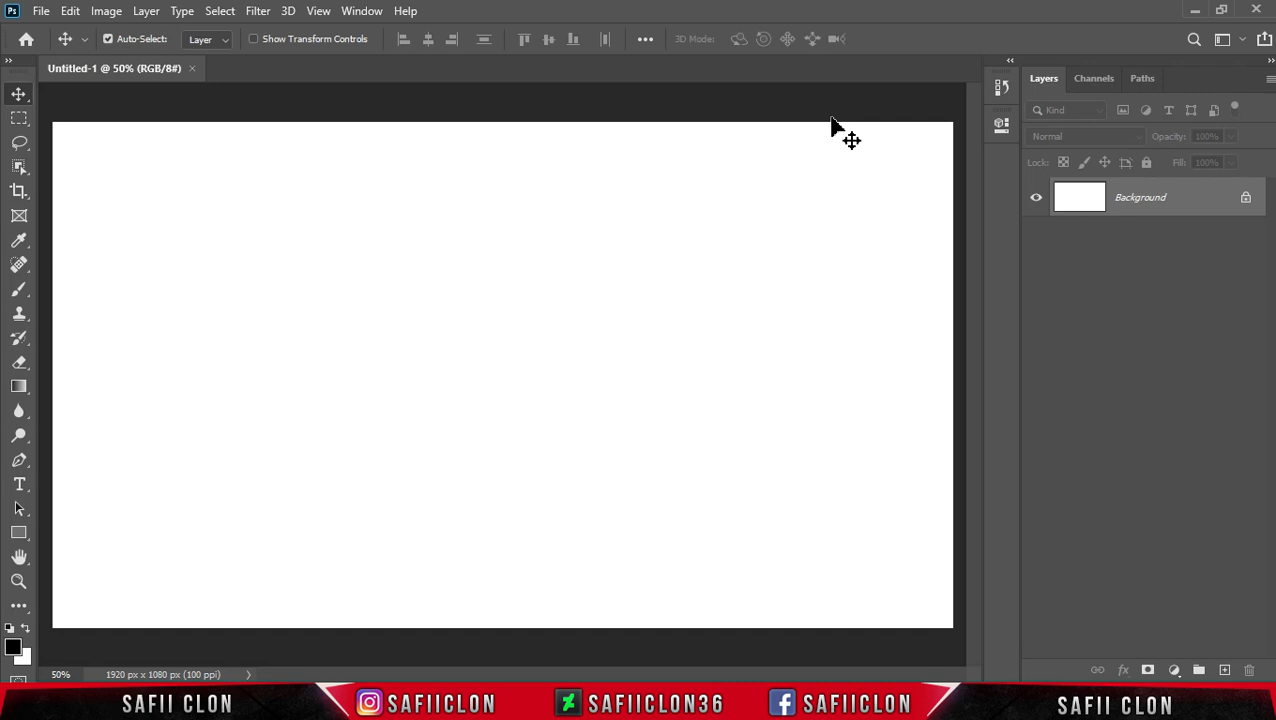 Ps File Edit Image Layer Type Select Filter 3D View Window Help
Auto-Select: Layer Show Transform Controls 3D Mode:
Untitled-1 @ 50% (RGB/8#)
Layers Channels Paths
Kind
Normal Opacity: 100%
Lock: Fill: 100%
Background
50% 1920 px x 1080 px (100 ppi)
SAFII CLON SAFIICLON SAFIICLON36 SAFIICLON SAFII CLON